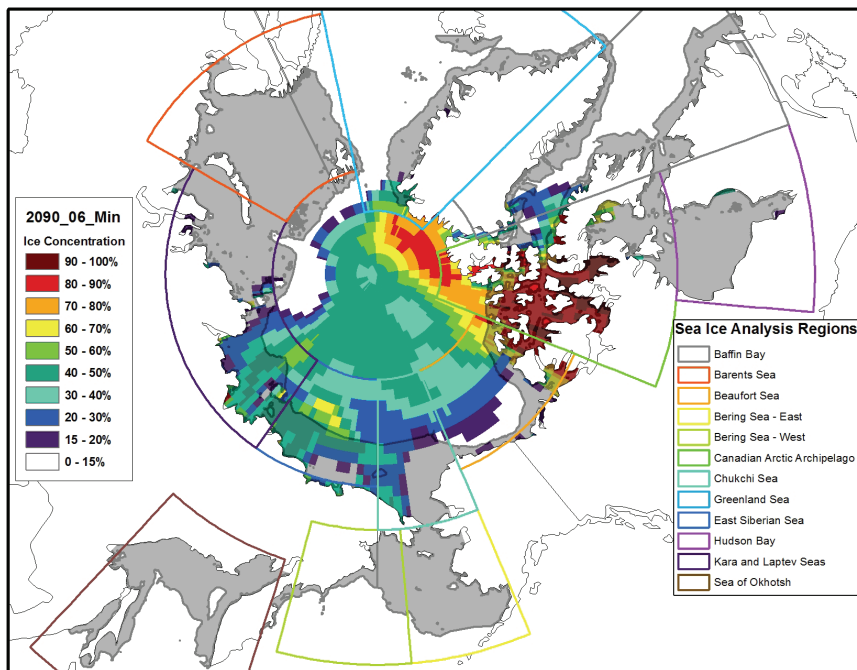 2090_06_Min
Ice Concentration
90 - 100%
80 - 90%
70 - 80%
60 - 70%
50 - 60%
40 - 50%
30 - 40%
20 - 30%
15 - 20%
0 - 15%
Sea Ice Analysis Regions
Baffin Bay
Barents Sea
Beaufort Sea
Bering Sea - East
Bering Sea - West
Canadian Arctic Archipelago
Chukchi Sea
Greenland Sea
East Siberian Sea
Hudson Bay
Kara and Laptev Seas
Sea of Okhotsh